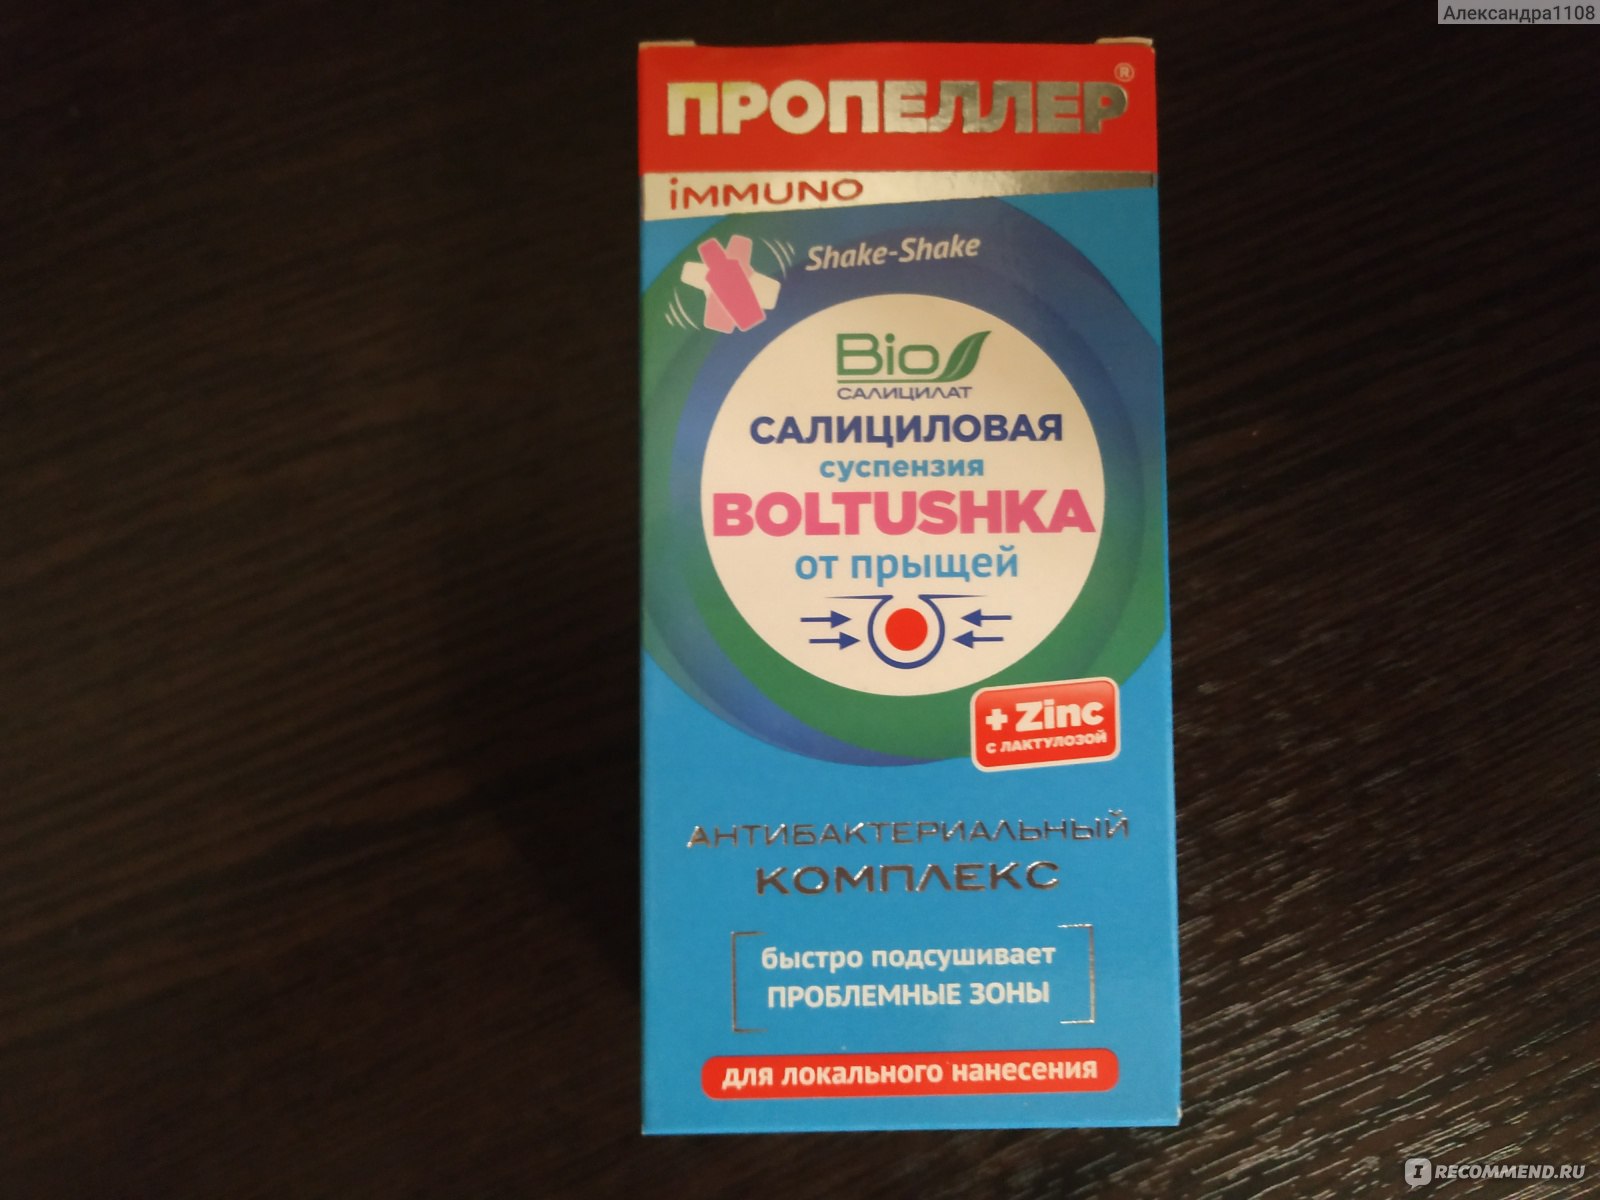 Александра1108
ПРОПЕЛЛЕР®
iMMUNO
Shake-Shake
Bio
САЛИЦИЛАТ
САЛИЦИЛОВАЯ
суспензия
BOLTUSHKA
от прыщей
+ Zinc
С ЛАКТУЛОЗОЙ
АНТИБАКТЕРИАЛЬНЫЙ
КОМПЛЕКС
быстро подсушивает
ПРОБЛЕМНЫЕ ЗОНЫ
для локального нанесения
IRECOMMEND.RU